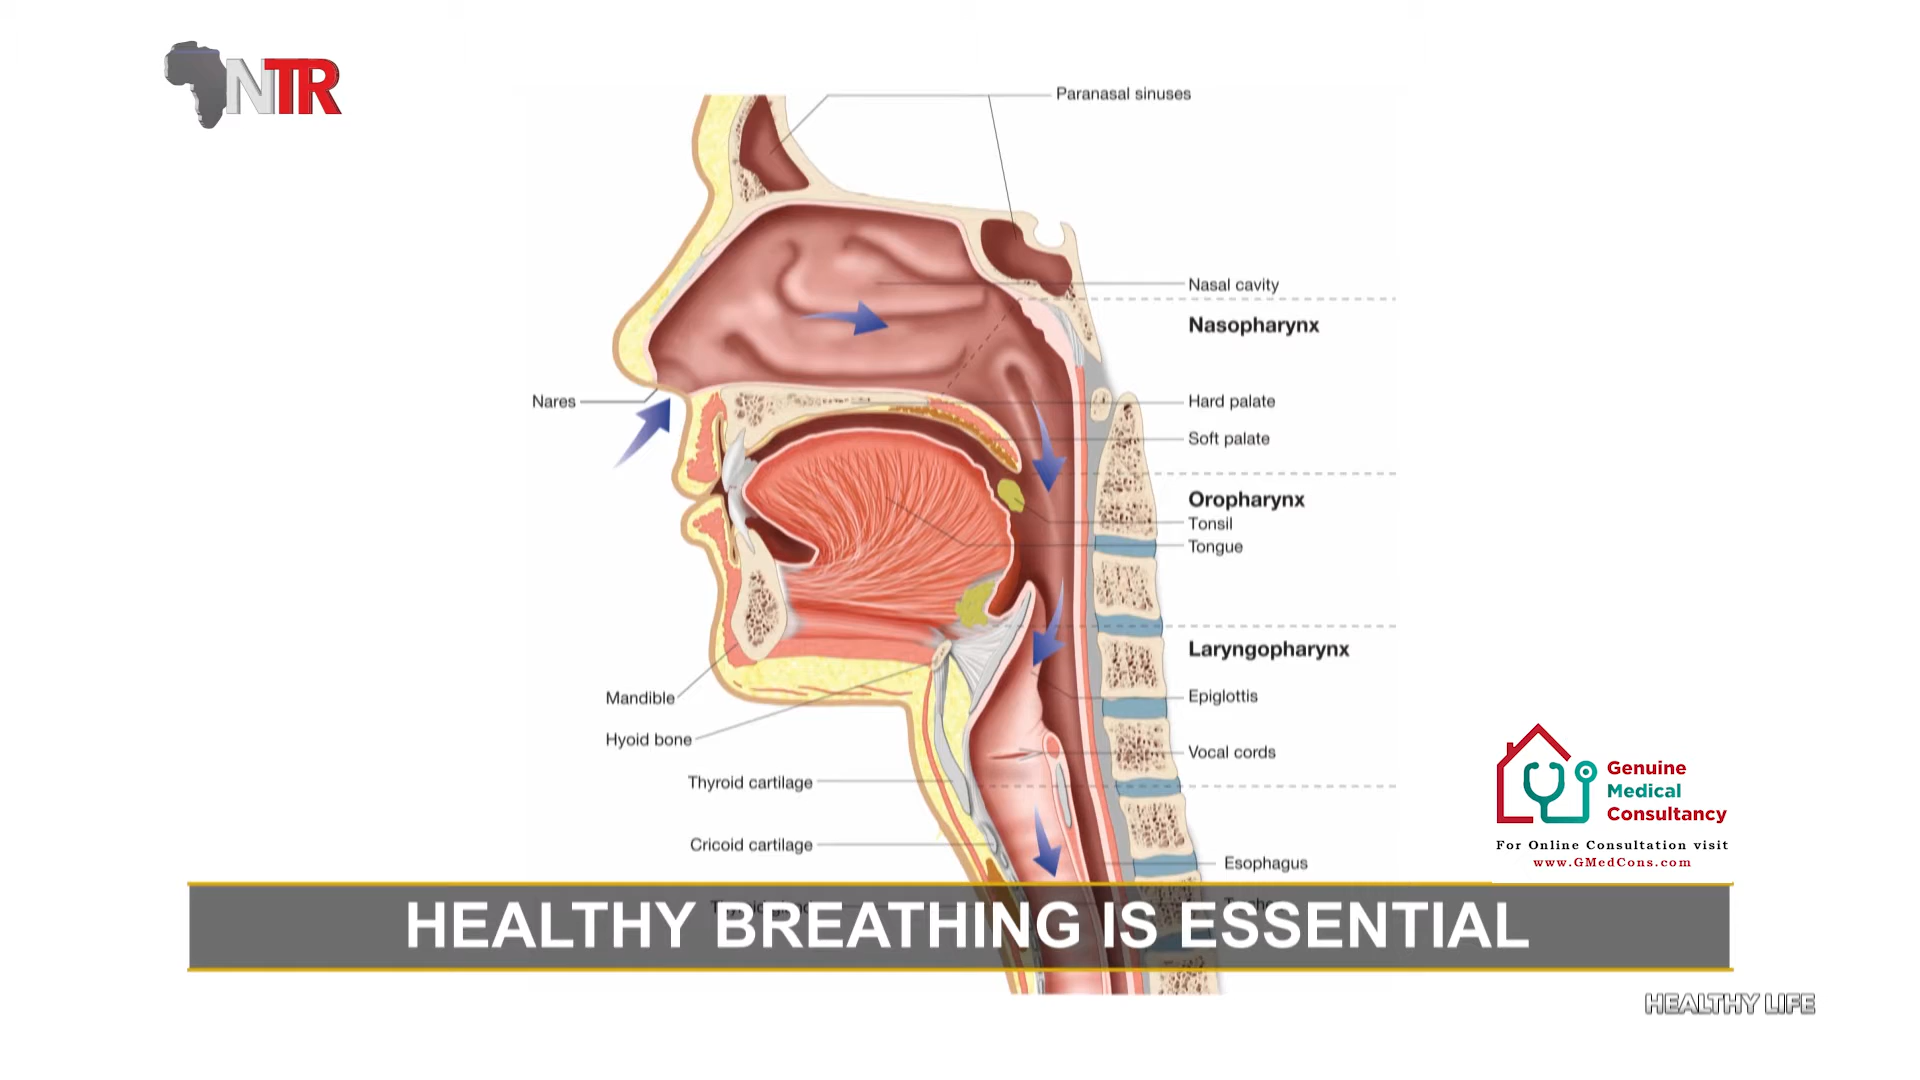 NTR
Paranasal sinuses
Nasal cavity
Nasopharynx
Nares
Hard palate
Soft palate
Oropharynx
Tonsil
Tongue
Laryngopharynx
Mandible
Epiglottis
Hyoid bone
Vocal cords
Thyroid cartilage
Cricoid cartilage
Esophagus
Genuine
Medical
Consultancy
For Online Consultation visit
www.GMedCons.com
HEALTHY BREATHING IS ESSENTIAL
HEALTHY LIFE